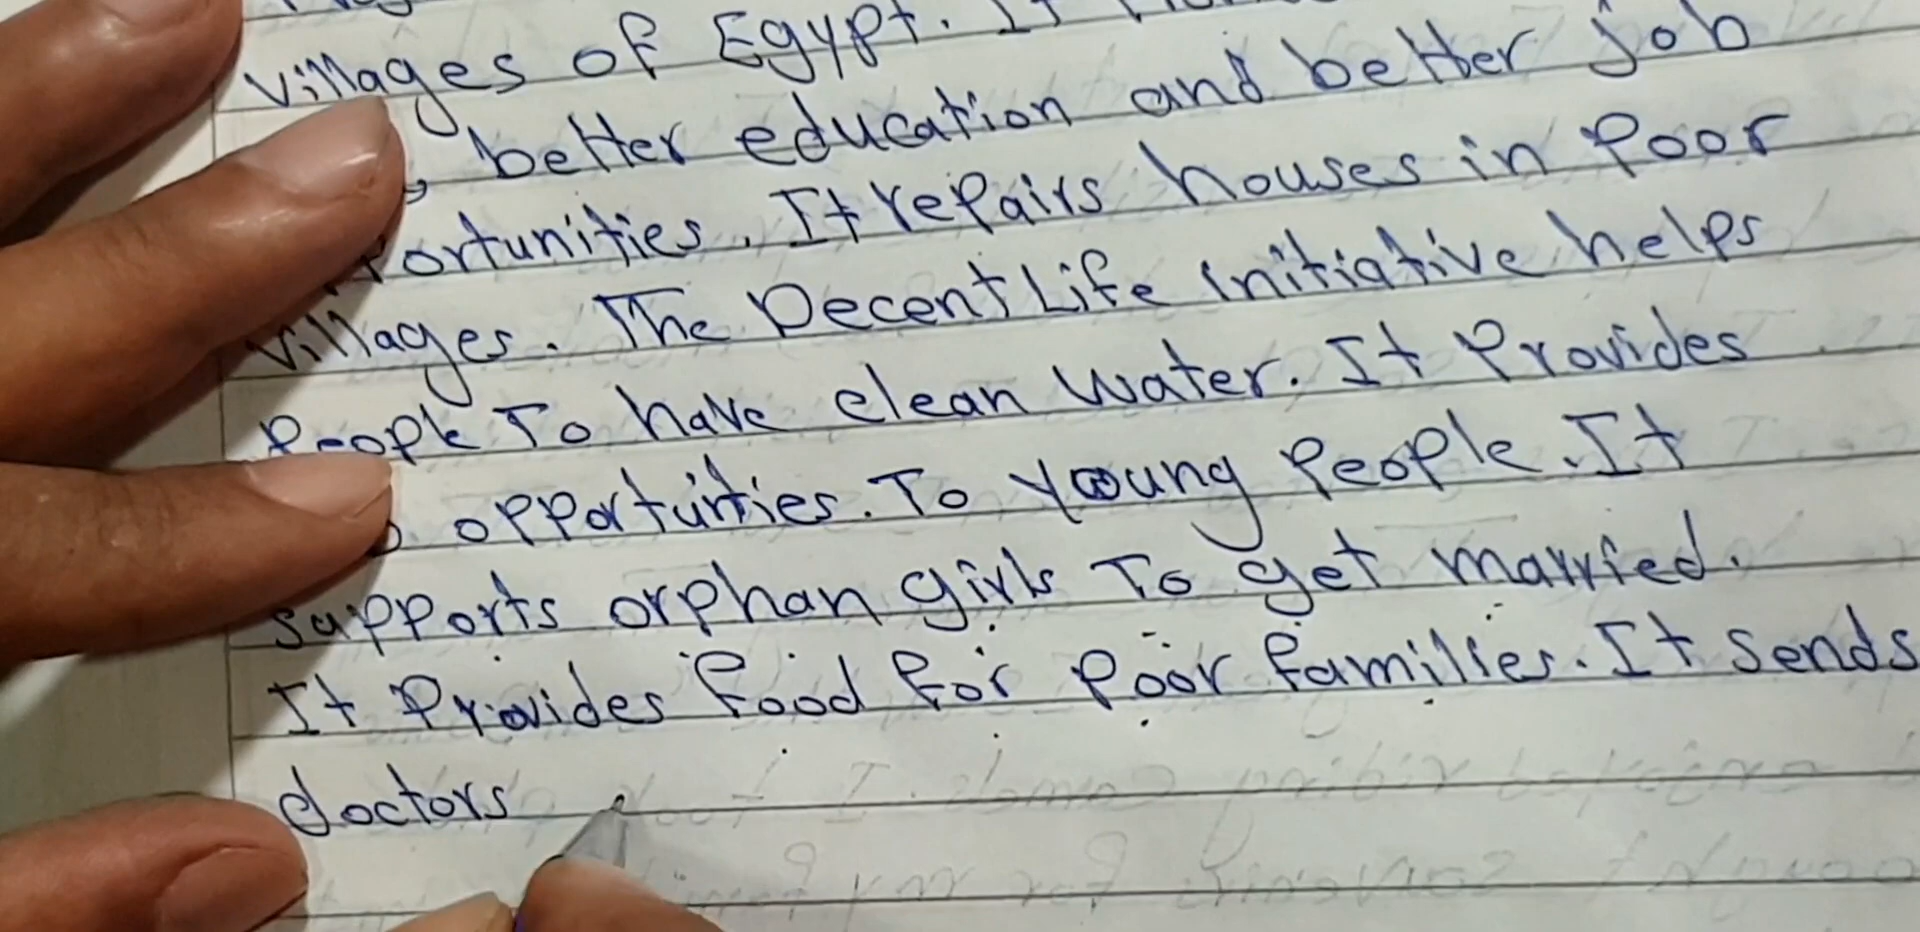 villages of Egypt. It
better education and better job
ortunities. It repairs houses in poor
villages. The Decent Life initiative helps
People To have clean water. It Provides
opportunties. To young People. It
supports orphan girls To get married.
It Provides food for Poor families. It sends
doctors